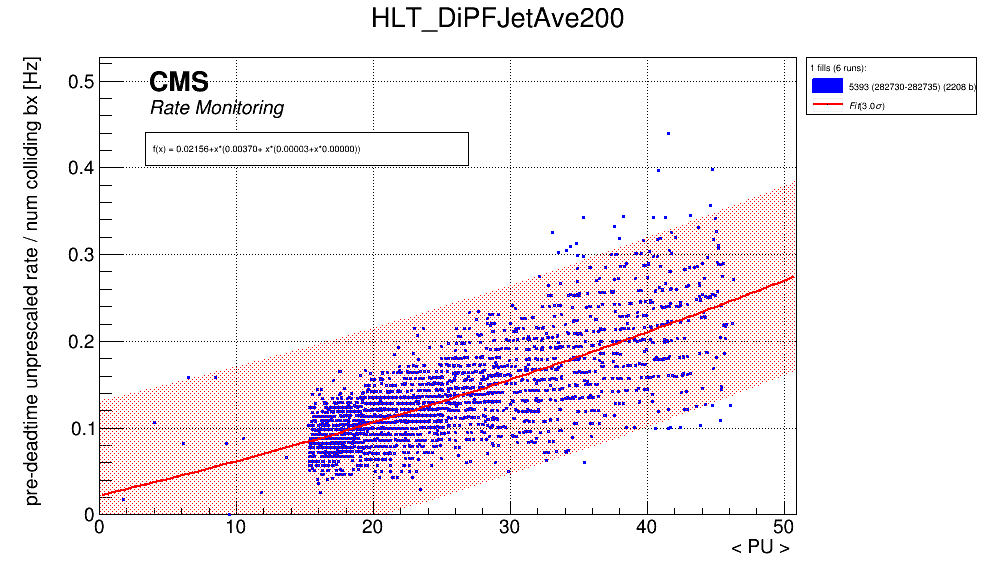 HLT_DiPFJetAve200
pre-deadtime unprescaled rate / num colliding bx [Hz]
CMS
Rate Monitoring
f(x) = 0.02156+x*(0.00370+ x*(0.00003+x*0.00000))
0.5
0.4
0.3
0.2
0.1
0
0 10 20 30 40 50
< PU >
1 fills (6 runs):
5393 (282730-282735) (2208 b)
Fit(3.0σ)